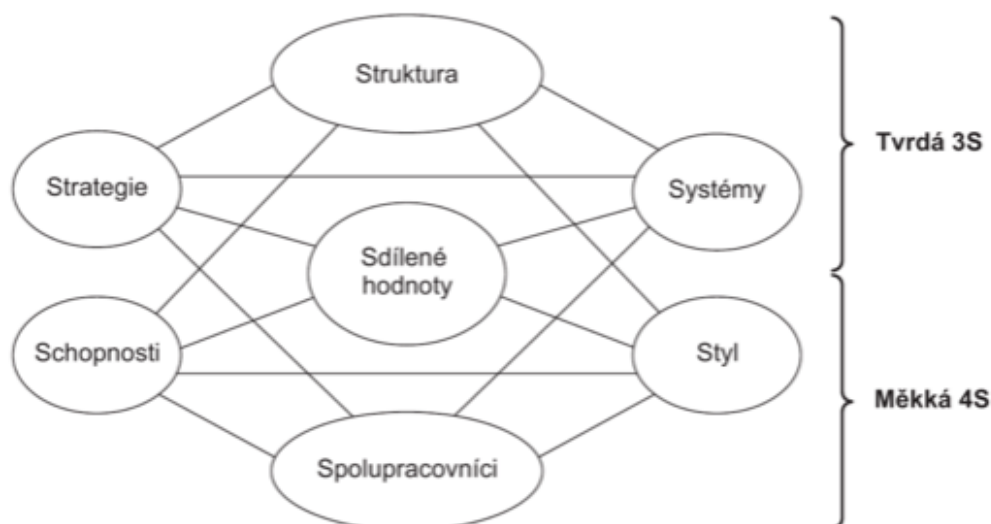 Struktura
Tvrdá 3S
Strategie
Systémy
Sdílené
hodnoty
Schopnosti
Styl
Měkká 4S
Spolupracovníci